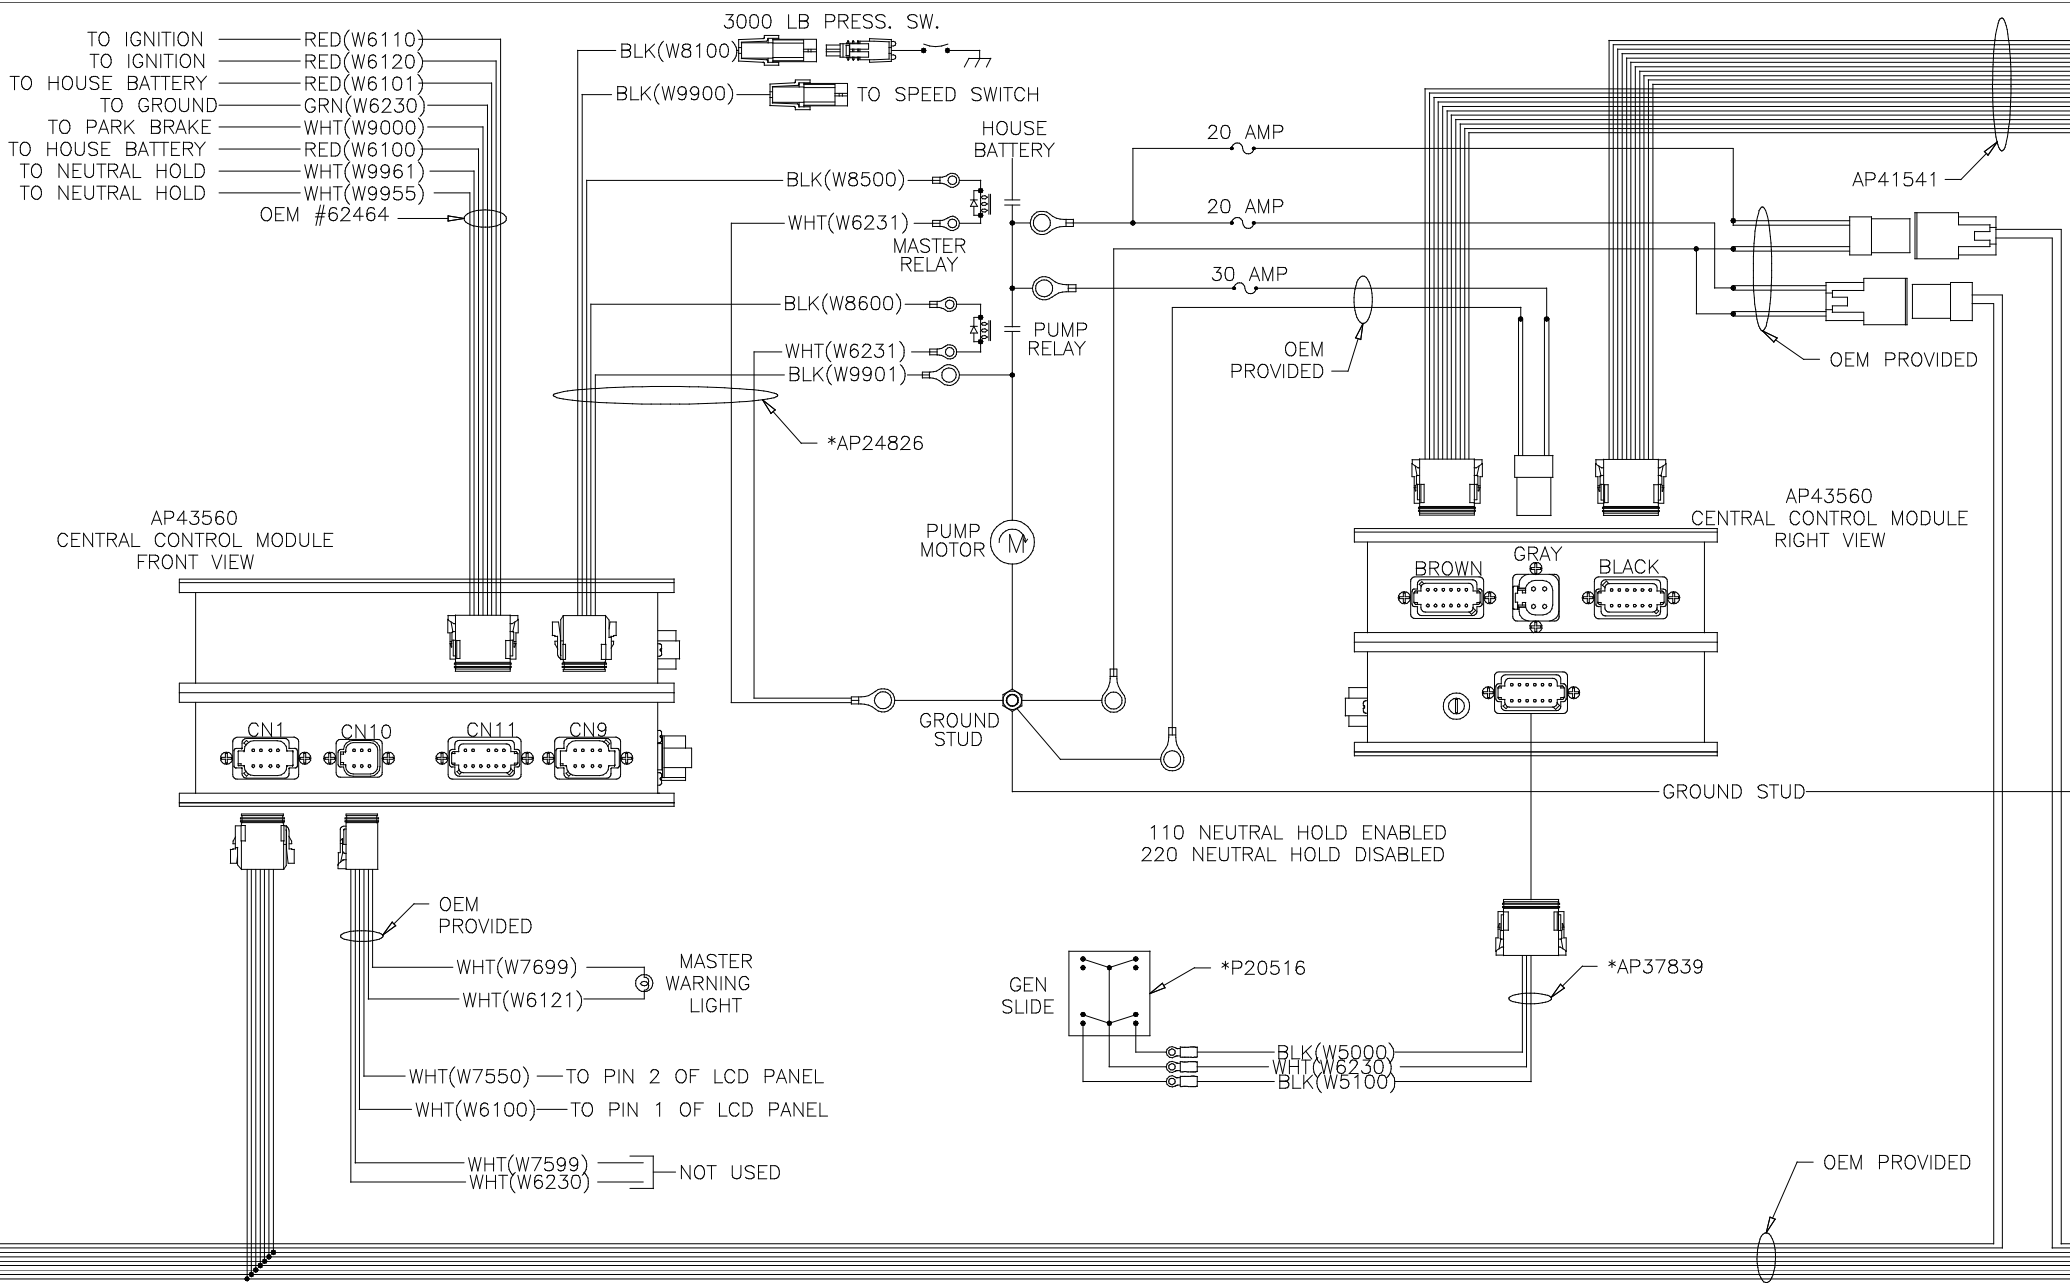 3000 LB PRESS. SW.
TO IGNITION RED(W6110)
TO IGNITION RED(W6120)
TO HOUSE BATTERY RED(W6101)
TO GROUND GRN(W6230)
TO PARK BRAKE WHT(W9000)
TO HOUSE BATTERY RED(W6100)
TO NEUTRAL HOLD WHT(W9961)
TO NEUTRAL HOLD WHT(W9955)
OEM #62464
BLK(W8100)
BLK(W9900) TO SPEED SWITCH
HOUSE
BATTERY
20 AMP
BLK(W8500)
WHT(W6231)
MASTER
RELAY
20 AMP
30 AMP
BLK(W8600)
PUMP
RELAY
WHT(W6231)
BLK(W9901)
*AP24826
OEM
PROVIDED
AP41541
OEM PROVIDED
AP43560
CENTRAL CONTROL MODULE
FRONT VIEW
PUMP
MOTOR
M
AP43560
CENTRAL CONTROL MODULE
RIGHT VIEW
BROWN
GRAY
BLACK
CN1
CN10
CN11
CN9
GROUND
STUD
GROUND STUD
110 NEUTRAL HOLD ENABLED
220 NEUTRAL HOLD DISABLED
OEM
PROVIDED
WHT(W7699)
WHT(W6121)
MASTER
WARNING
LIGHT
WHT(W7550) TO PIN 2 OF LCD PANEL
WHT(W6100) TO PIN 1 OF LCD PANEL
WHT(W7599)
WHT(W6230)
NOT USED
GEN
SLIDE
*P20516
*AP37839
BLK(W5000)
WHT(W6230)
BLK(W5100)
OEM PROVIDED